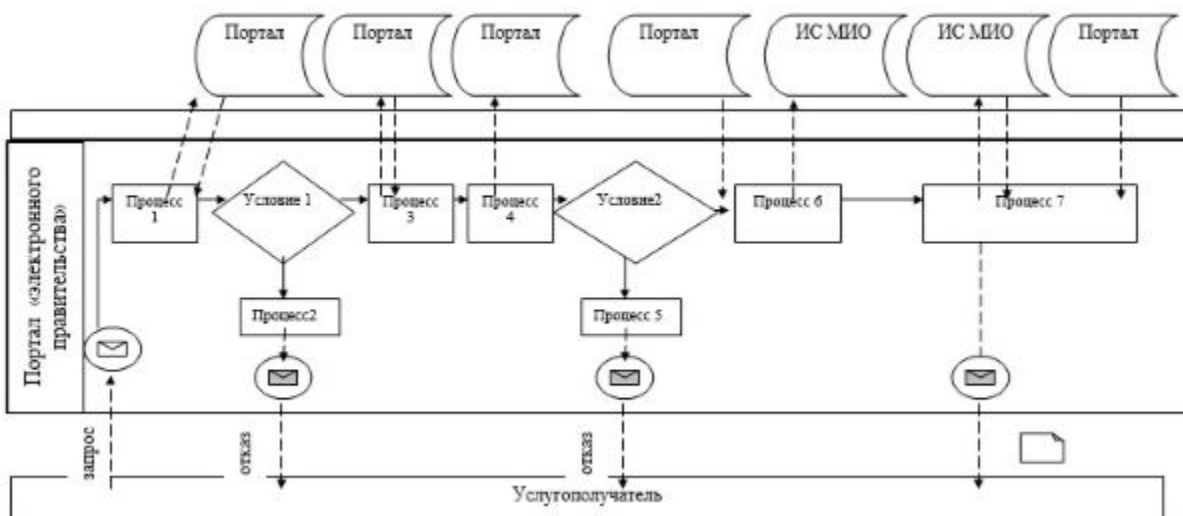 Портал
Портал
Портал
Портал
ИС МИО
ИС МИО
Портал
Портал «электронного
правительства»
Процесс
1
Условие 1
Процесс
3
Процесс
4
Условие2
Процесс 6
Процесс 7
Процесс2
Процесс 5
запрос
отказ
отказ
Услугополучатель